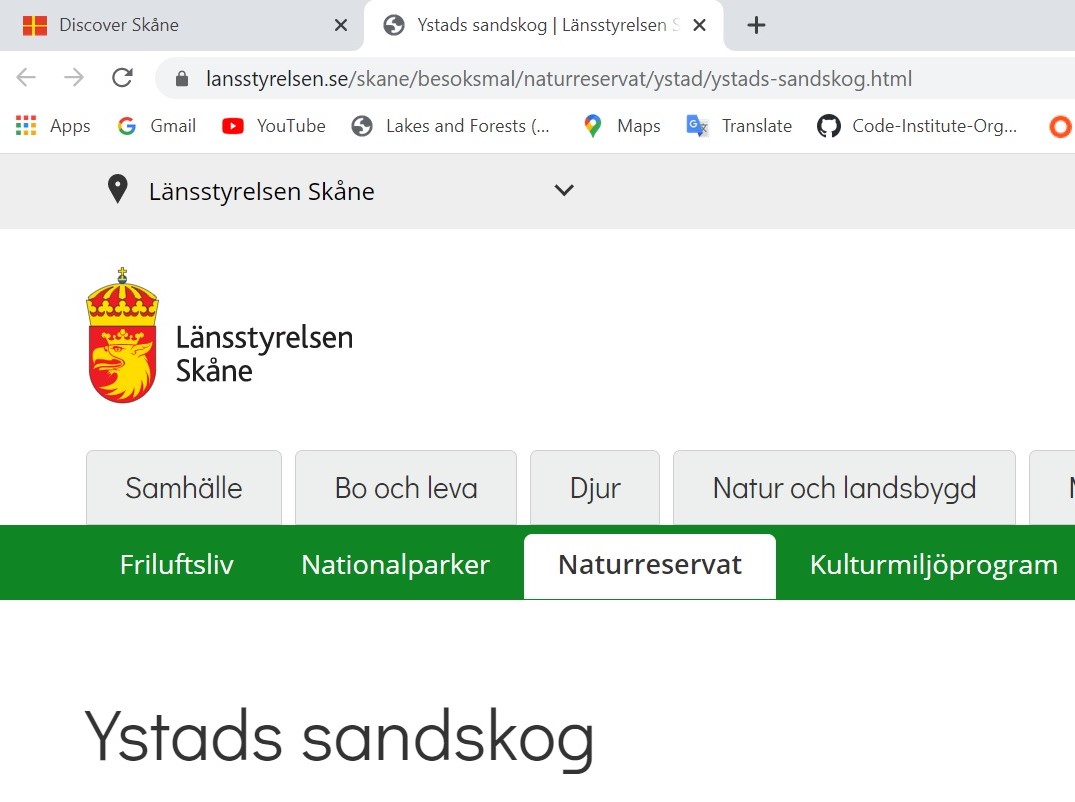 Discover Skåne
Ystads sandskog | Länsstyrelsen
lansstyrelsen.se/skane/besoksmal/naturreservat/ystad/ystads-sandskog.html
Apps Gmail YouTube Lakes and Forests (... Maps Translate Code-Institute-Org...
Länsstyrelsen Skåne
Länsstyrelsen
Skåne
Samhälle Bo och leva Djur Natur och landsbygd
Friluftsliv Nationalparker Naturreservat Kulturmiljöprogram
Ystads sandskog